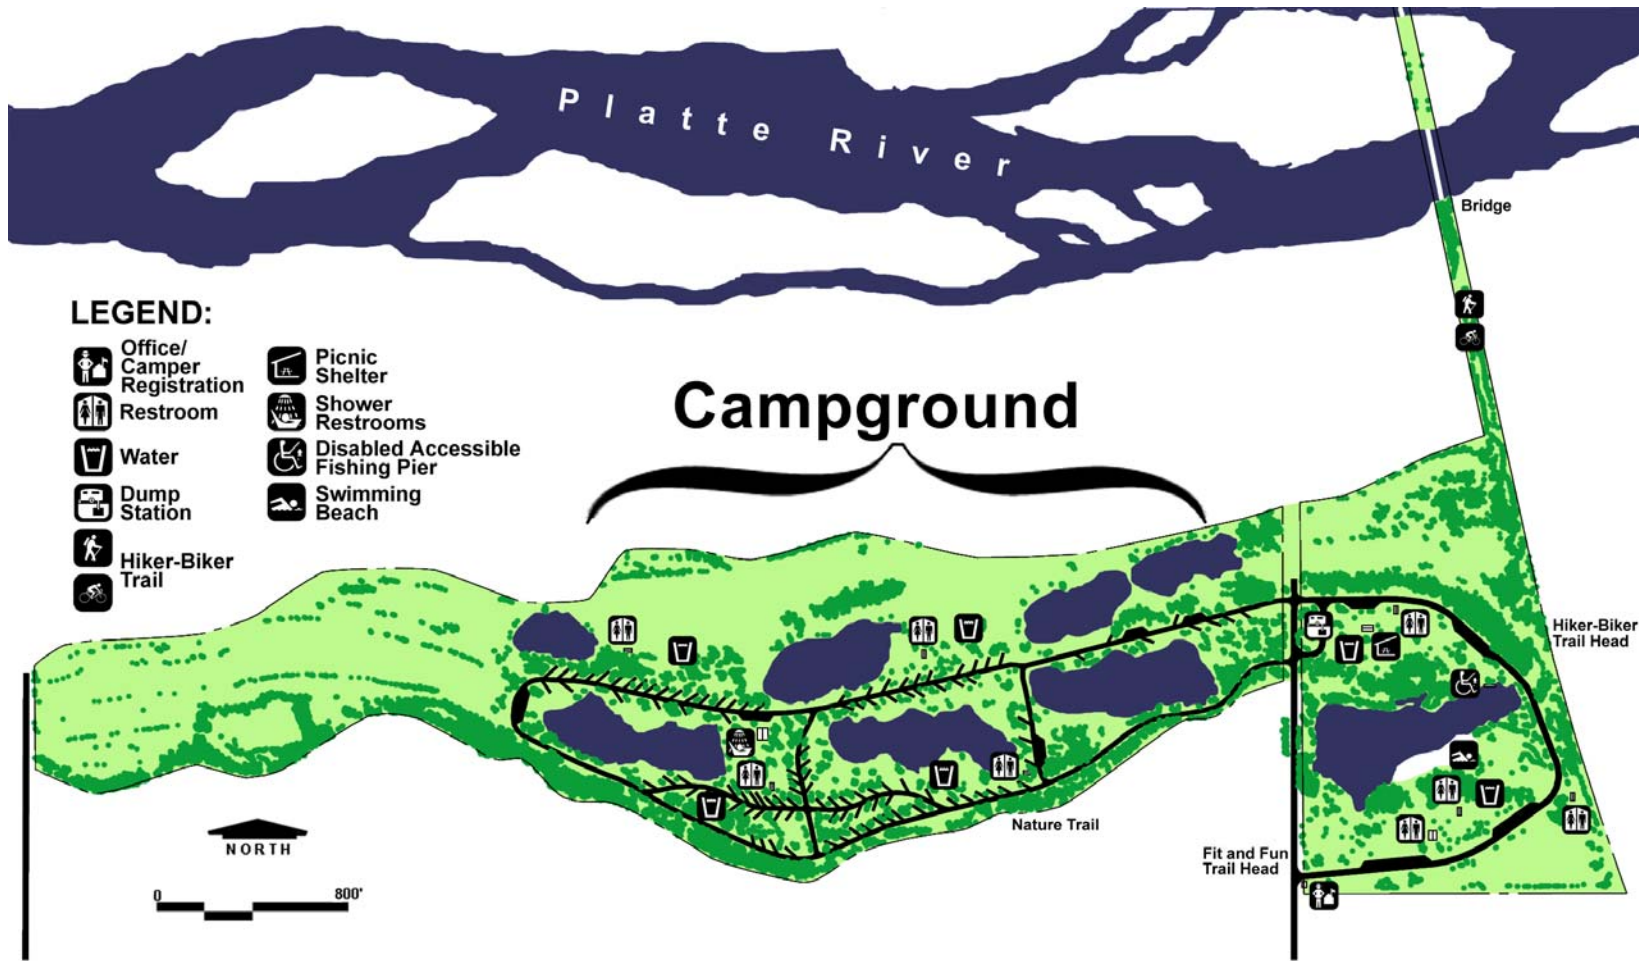 Platte River
Bridge
LEGEND:
Office/
Camper
Registration
Restroom
Water
Dump
Station
Hiker-Biker
Trail
Picnic
Shelter
Shower
Restrooms
Disabled Accessible
Fishing Pier
Swimming
Beach
Campground
Hiker-Biker
Trail Head
Nature Trail
Fit and Fun
Trail Head
NORTH
0 800'